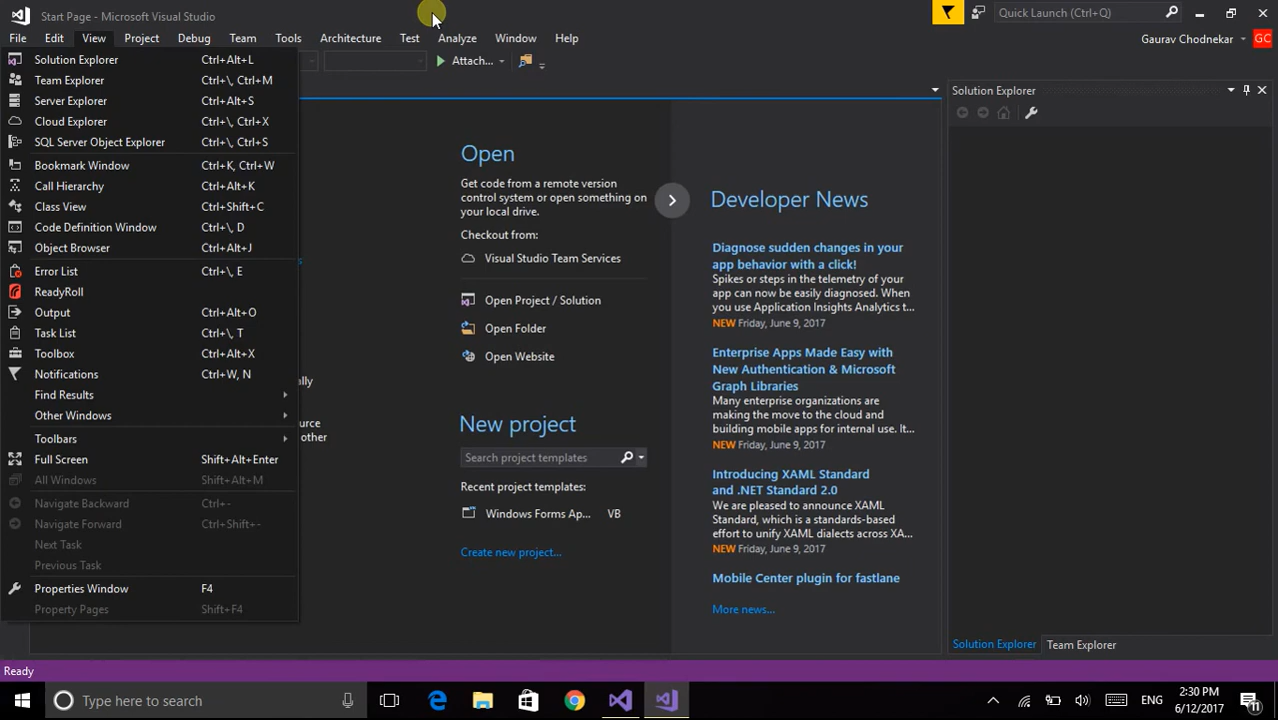 Start Page - Microsoft Visual Studio
Quick Launch (Ctrl+Q)
File Edit View Project Debug Team Tools Architecture Test Analyze Window Help
Gaurav Chodnekar GC
Attach...
Solution Explorer Ctrl+Alt+L
Team Explorer Ctrl+\, Ctrl+M
Server Explorer Ctrl+Alt+S
Cloud Explorer Ctrl+\, Ctrl+X
SQL Server Object Explorer Ctrl+\, Ctrl+S
Bookmark Window Ctrl+K, Ctrl+W
Call Hierarchy Ctrl+Alt+K
Class View Ctrl+Shift+C
Code Definition Window Ctrl+\, D
Object Browser Ctrl+Alt+J
Error List Ctrl+\, E
ReadyRoll
Output Ctrl+Alt+O
Task List Ctrl+\, T
Toolbox Ctrl+Alt+X
Notifications Ctrl+W, N
Find Results
Other Windows
Toolbars
Full Screen Shift+Alt+Enter
All Windows Shift+Alt+M
Navigate Backward Ctrl+-
Navigate Forward Ctrl+Shift+-
Next Task
Previous Task
Properties Window F4
Property Pages Shift+F4
ource
other
Open
Get code from a remote version
control system or open something on
your local drive.
Checkout from:
Visual Studio Team Services
Open Project / Solution
Open Folder
Open Website
New project
Search project templates
Recent project templates:
Windows Forms Ap... VB
Create new project...
Developer News
Diagnose sudden changes in your
app behavior with a click!
Spikes or steps in the telemetry of your
app can now be easily diagnosed. When
you use Application Insights Analytics t...
NEW Friday, June 9, 2017
Enterprise Apps Made Easy with
New Authentication & Microsoft
Graph Libraries
Many enterprise organizations are
making the move to the cloud and
building mobile apps for internal use. I...
NEW Friday, June 9, 2017
Introducing XAML Standard
and .NET Standard 2.0
We are pleased to announce XAML
Standard, which is a standards-based
effort to unify XAML dialects across XA...
NEW Friday, June 9, 2017
Mobile Center plugin for fastlane
More news...
Solution Explorer
Solution Explorer Team Explorer
Ready
Type here to search
ENG
2:30 PM
6/12/2017
11